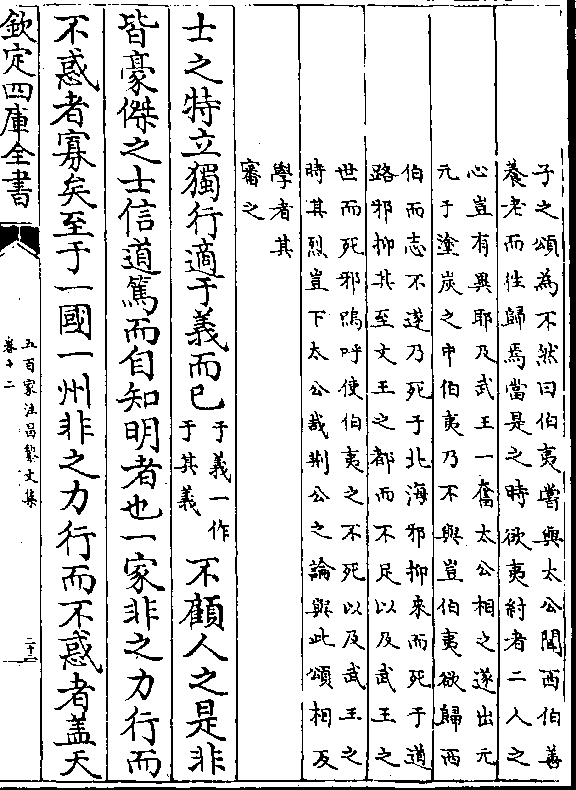 子之頌為不然曰伯夷嘗與太公聞西伯善
養老而徃歸焉當是之時欲夷紂者二人之
心豈有異耶及武王一奮太公相之遂出元
元于塗炭之中伯夷乃不與豈伯夷欲歸西
伯而志不遂乃死于北海邪抑來而死于道
路邪抑其至文王之都而不足以及武王之
世而死邪嗚呼使伯夷之不死以及武王之
時其烈豈下太公哉荆公之論與此頌相反
學者其
審之
士之特立獨行適于義而已于義一作
于其義不顧人之是非
皆豪傑之士信道篤而自知明者也一家非之力行而
不惑者寡矣至于一國一州非之力行而不惑者蓋天
欽定四庫全書
五百家注昌黎文集
卷十二
二十二